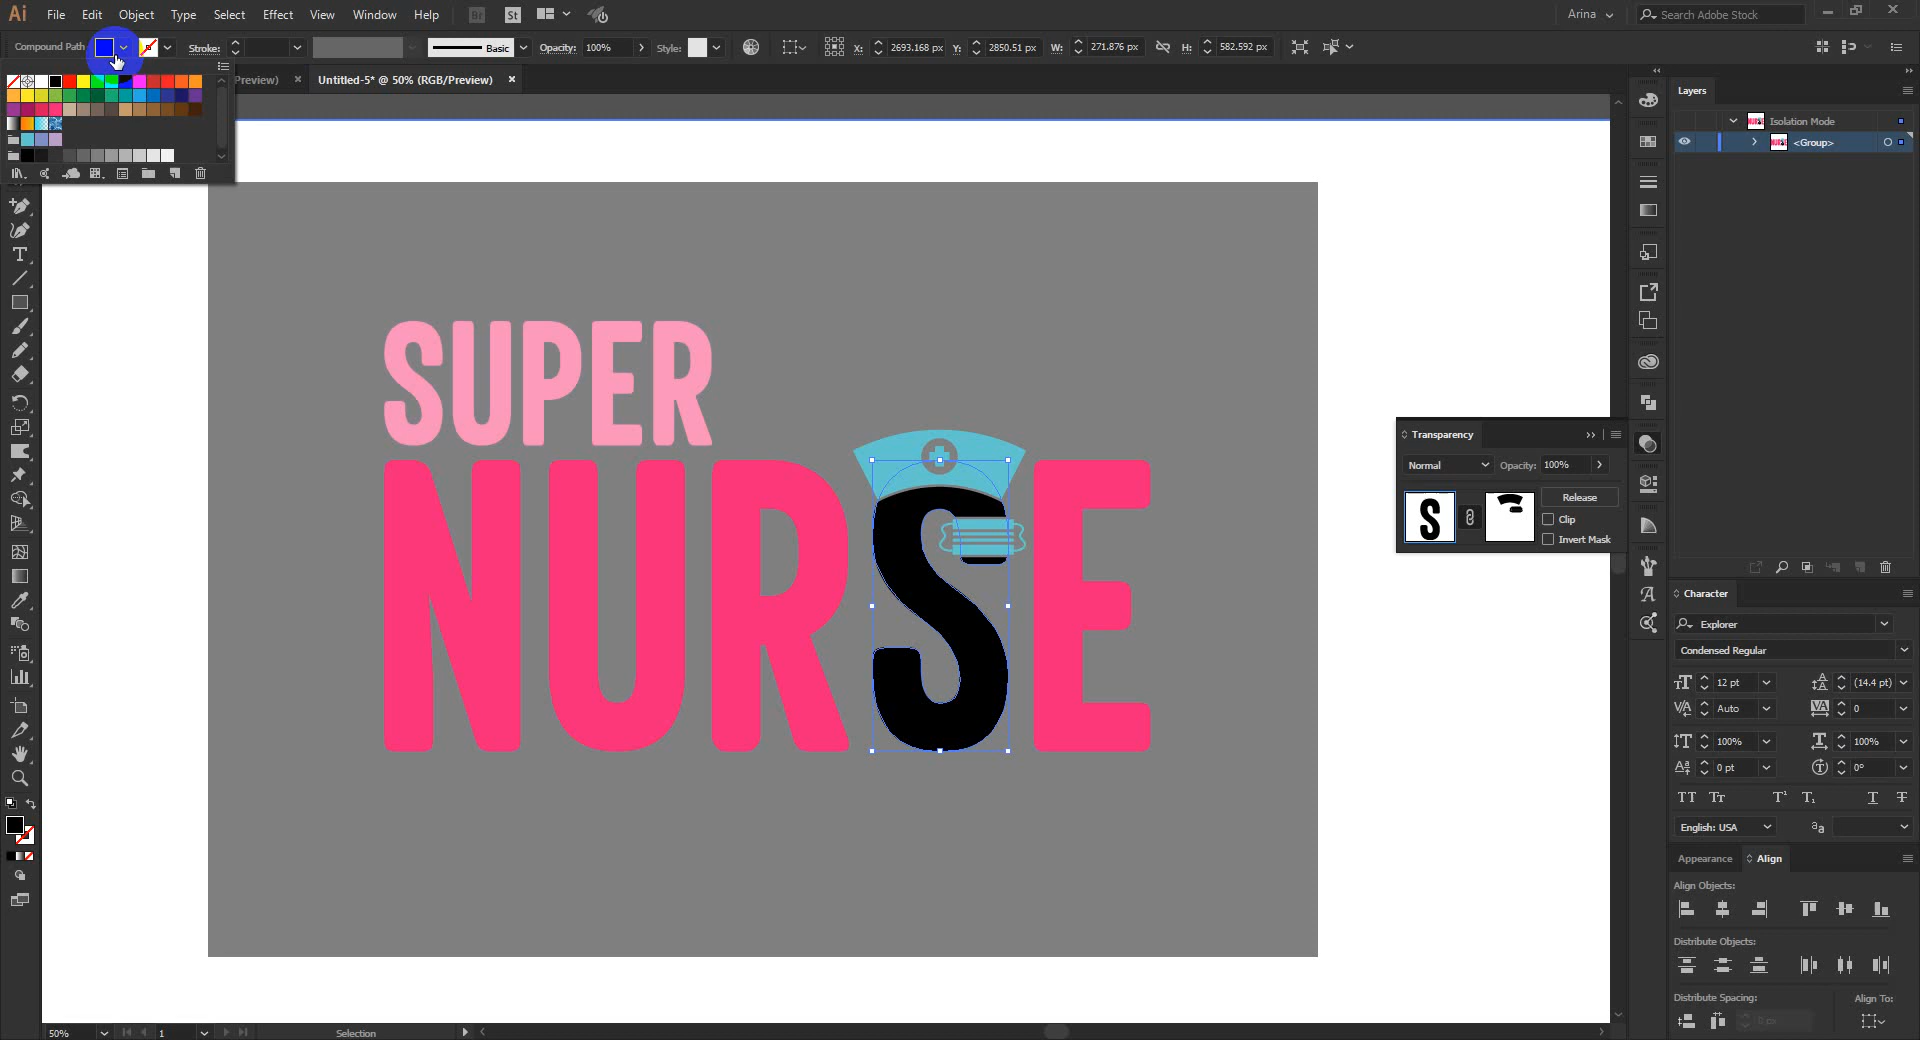 Ai File Edit Object Type Select Effect View Window Help Br St Arina Search Adobe Stock
Compound Path Stroke: Basic Opacity: 100% Style: X: 2693.168 px Y: 2850.51 px W: 271.876 px H: 582.592 px
Preview) × Untitled-5* @ 50% (RGB/Preview) ×
Layers
Isolation Mode
<Group>
SUPER
NURSE
Transparency
Normal Opacity: 100%
Release
Clip
Invert Mask
Character
Explorer
Condensed Regular
12 pt (14.4 pt)
Auto 0
100% 100%
0 pt 0°
English: USA
Appearance Align
Align Objects:
Distribute Objects:
Distribute Spacing: Align To:
50% 1 Selection